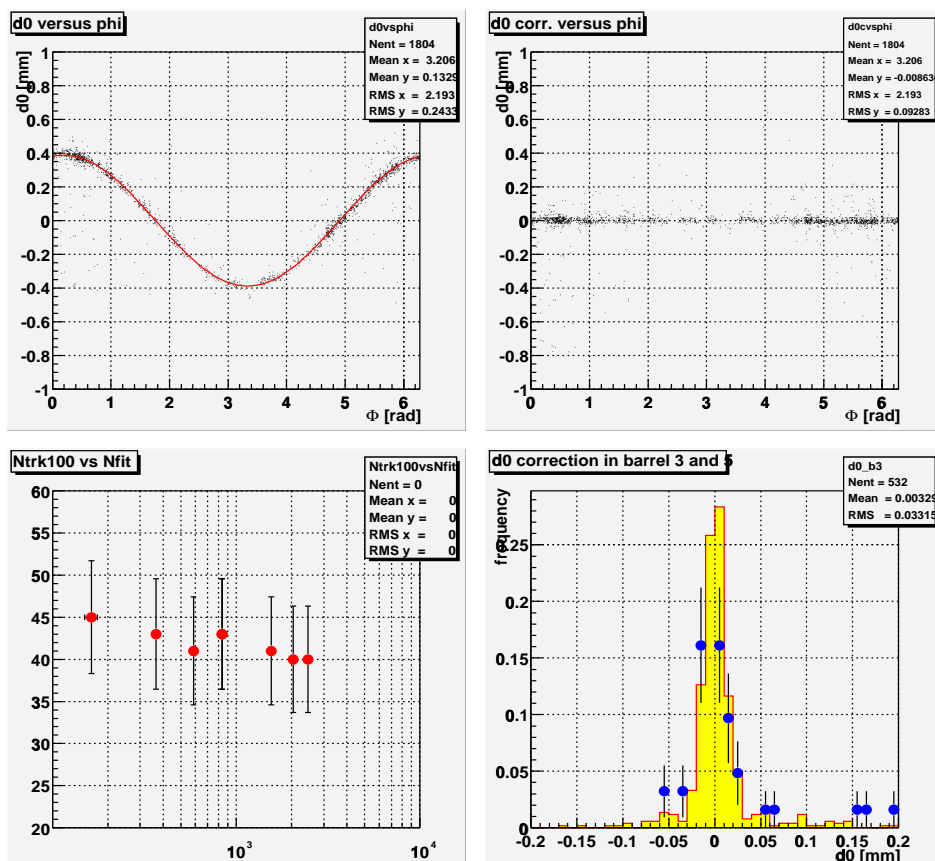 d0 versus phi
d0vsphi
Nent = 1804
Mean x = 3.206
Mean y = 0.1329
RMS x = 2.193
RMS y = 0.2433
d0 [mm]
1
0.8
0.6
0.4
0.2
0
-0.2
-0.4
-0.6
-0.8
-1
0 1 2 3 4 5 6
Φ [rad]
d0 corr. versus phi
d0cvsphi
Nent = 1804
Mean x = 3.206
Mean y = -0.00863
RMS x = 2.193
RMS y = 0.09283
d0 [mm]
1
0.8
0.6
0.4
0.2
0
-0.2
-0.4
-0.6
-0.8
-1
0 1 2 3 4 5 6
Φ [rad]
Ntrk100 vs Nfit
Ntrk100vsNfit
Nent = 0
Mean x = 0
Mean y = 0
RMS x = 0
RMS y = 0
60
55
50
45
40
35
30
25
20
10³ 10⁴
d0 correction in barrel 3 and 5
d0_b3
Nent = 532
Mean = 0.00329
RMS = 0.03315
frequency
0.25
0.2
0.15
0.1
0.05
0
-0.2 -0.15 -0.1 -0.05 0 0.05 0.1 0.15 0.2
d0 [mm]